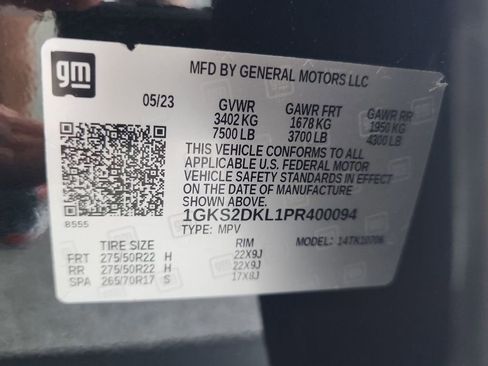 gm
MFD BY GENERAL MOTORS LLC
05/23 GVWR GAWR FRT GAWR RR
3402 KG 1678 KG 1950 KG
7500 LB 3700 LB 4300 LB
THIS VEHICLE CONFORMS TO ALL
APPLICABLE U.S. FEDERAL MOTOR
VEHICLE SAFETY STANDARDS IN EFFECT
ON THE DATE OF MANUFACTURE
SHOWN ABOVE.
8555 1GKS2DKL1PR400094
TYPE: MPV MODEL: 14TK10706
TIRE SIZE RIM
FRT 275/50R22 H 22X9J
RR 275/50R22 H 22X9J
SPA 265/70R17 S 17X8J